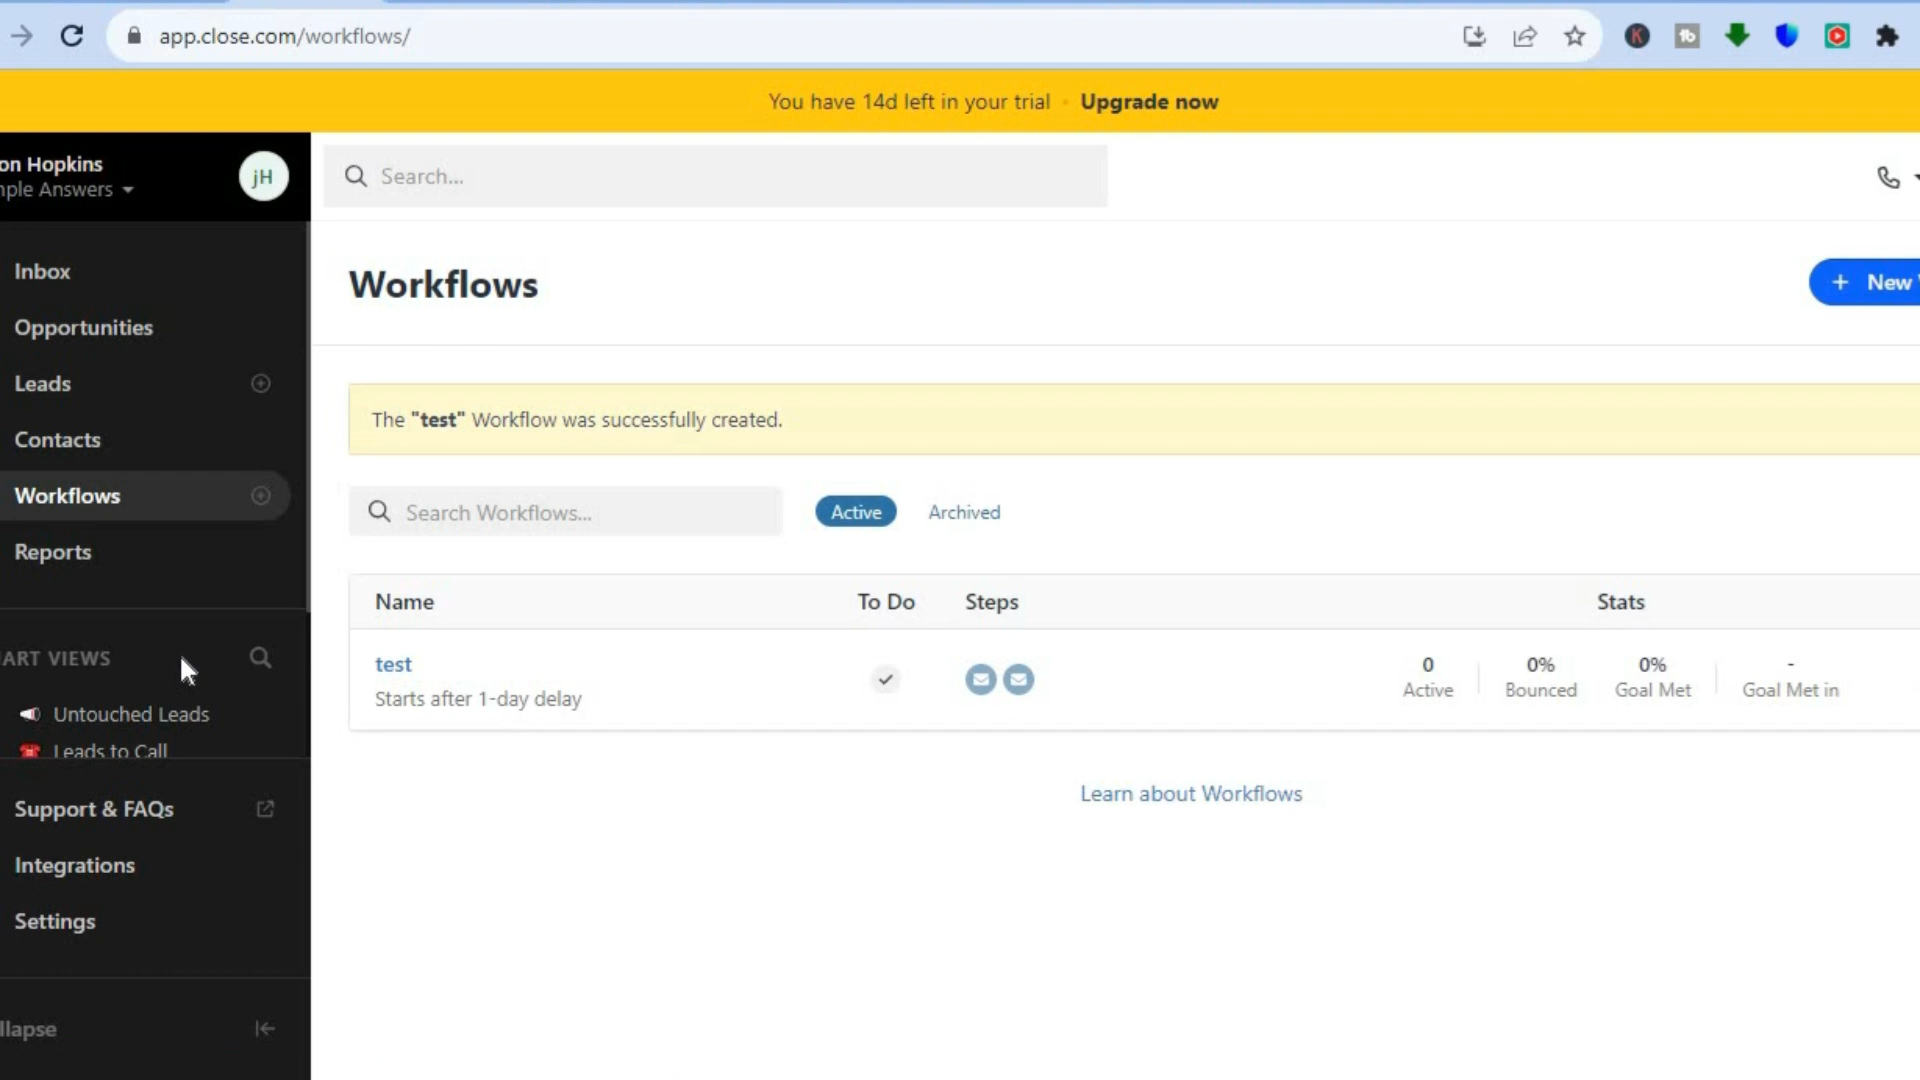 app.close.com/workflows/
You have 14d left in your trial · Upgrade now
on Hopkins
jH
Search...
nple Answers
Inbox
Workflows
+ New
Opportunities
Leads
The "test" Workflow was successfully created.
Contacts
Workflows
Search Workflows...
Active
Archived
Reports
Name
To Do
Steps
Stats
ART VIEWS
test
0
0%
0%
-
Starts after 1-day delay
Active
Bounced
Goal Met
Goal Met in
Untouched Leads
Leads to Call
Learn about Workflows
Support & FAQs
Integrations
Settings
llapse